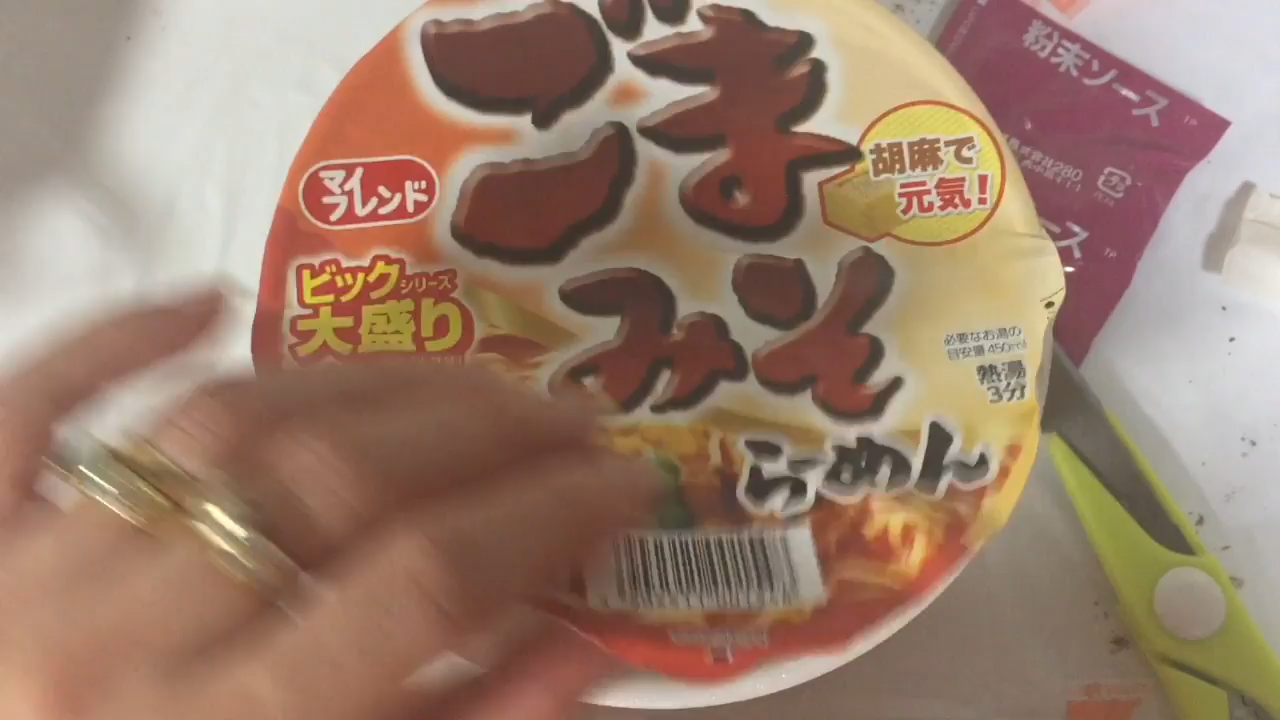 ごま
みそ
らーめん
マイフレンド
ビックシリーズ
大盛り
胡麻で
元気!
必要なお湯の
目安量450ml
熱湯
3分
粉末ソース
ース